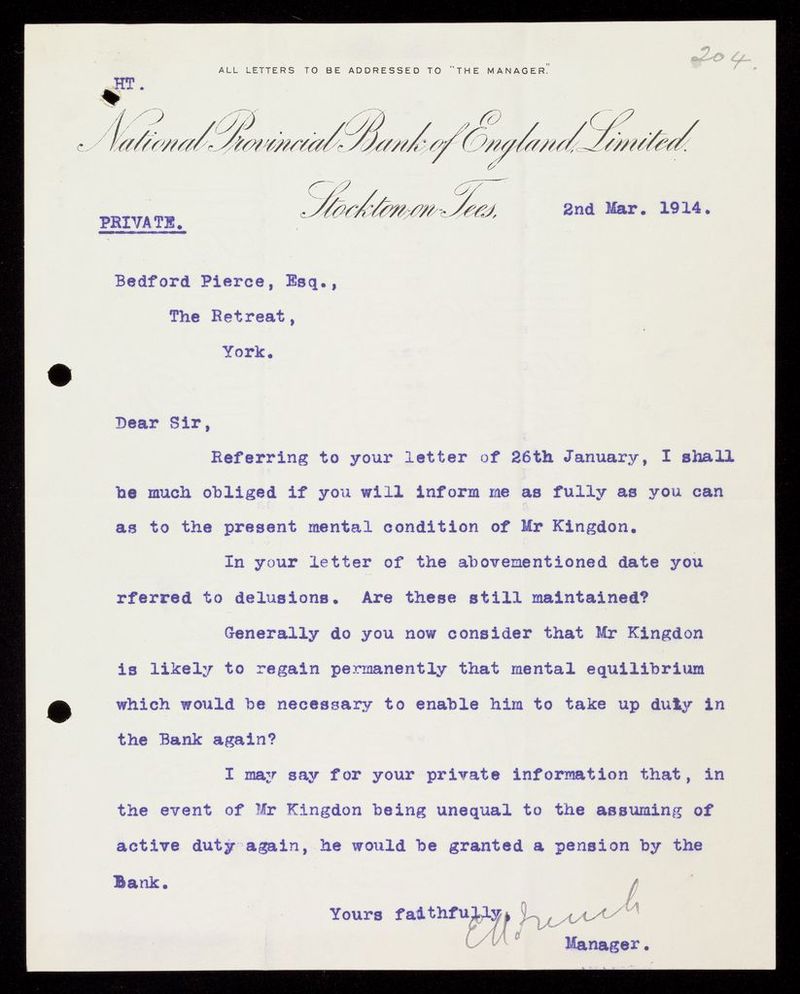 204.
ALL LETTERS TO BE ADDRESSED TO "THE MANAGER."
HT.
National Provincial Bank of England, Limited.
Stockton-on-Tees,
2nd Mar. 1914.
PRIVATE.
Bedford Pierce, Esq.,
The Retreat,
York.
Dear Sir,
Referring to your letter of 26th January, I shall
be much obliged if you will inform me as fully as you can
as to the present mental condition of Mr Kingdon.
In your letter of the abovementioned date you
rferred to delusions. Are these still maintained?
Generally do you now consider that Mr Kingdon
is likely to regain permanently that mental equilibrium
which would be necessary to enable him to take up duty in
the Bank again?
I may say for your private information that, in
the event of Mr Kingdon being unequal to the assuming of
active duty again, he would be granted a pension by the
Bank.
Yours faithfully,
French
Manager.